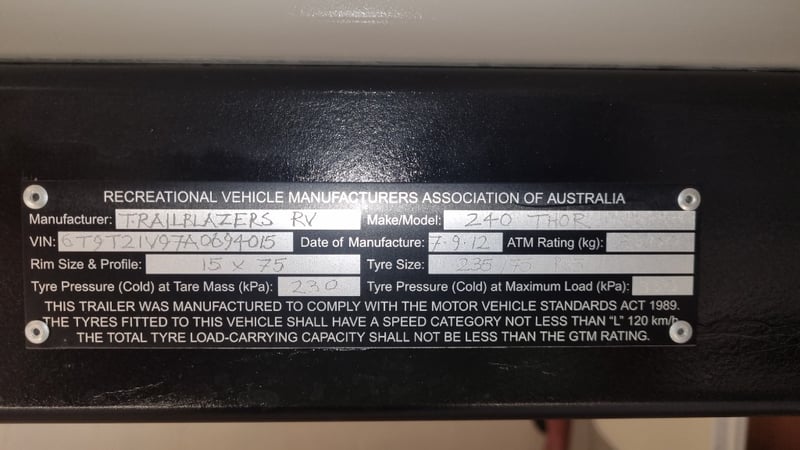 RECREATIONAL VEHICLE MANUFACTURERS ASSOCIATION OF AUSTRALIA
Manufacturer: TRAILBLAZERS RV Make/Model: 240 THOR
VIN: 6T9T21V97A0694015 Date of Manufacture: 7.9.12 ATM Rating (kg):
Rim Size & Profile: 15 x 75 Tyre Size: 235/75
Tyre Pressure (Cold) at Tare Mass (kPa): 230 Tyre Pressure (Cold) at Maximum Load (kPa):
THIS TRAILER WAS MANUFACTURED TO COMPLY WITH THE MOTOR VEHICLE STANDARDS ACT 1989.
THE TYRES FITTED TO THIS VEHICLE SHALL HAVE A SPEED CATEGORY NOT LESS THAN "L" 120 km/h
THE TOTAL TYRE LOAD-CARRYING CAPACITY SHALL NOT BE LESS THAN THE GTM RATING.